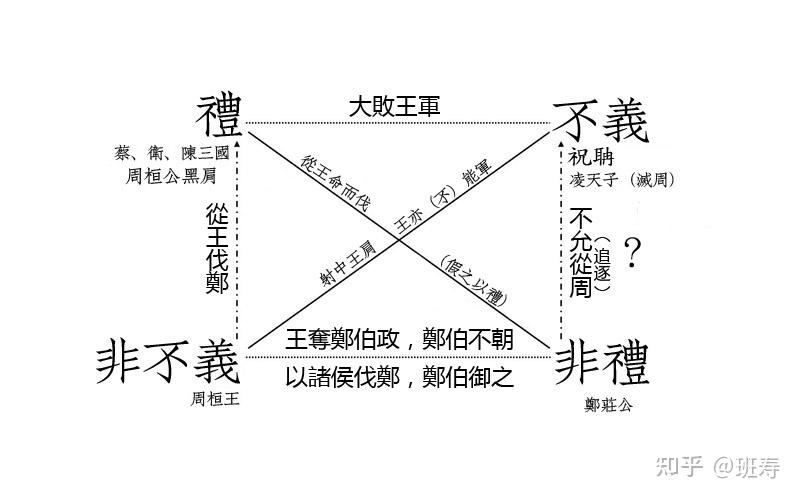 大敗王軍
禮
不義
蔡、衛、陳三國
周桓公黑肩
祝聃
凌天子（滅周）
從王命而伐
王亦（不）能軍
從王伐鄭
不允從周
（追逐）
？
射中王肩
（假之以禮）
非不義
王奪鄭伯政，鄭伯不朝
非禮
以諸侯伐鄭，鄭伯御之
周桓王
鄭莊公
知乎 @班寿